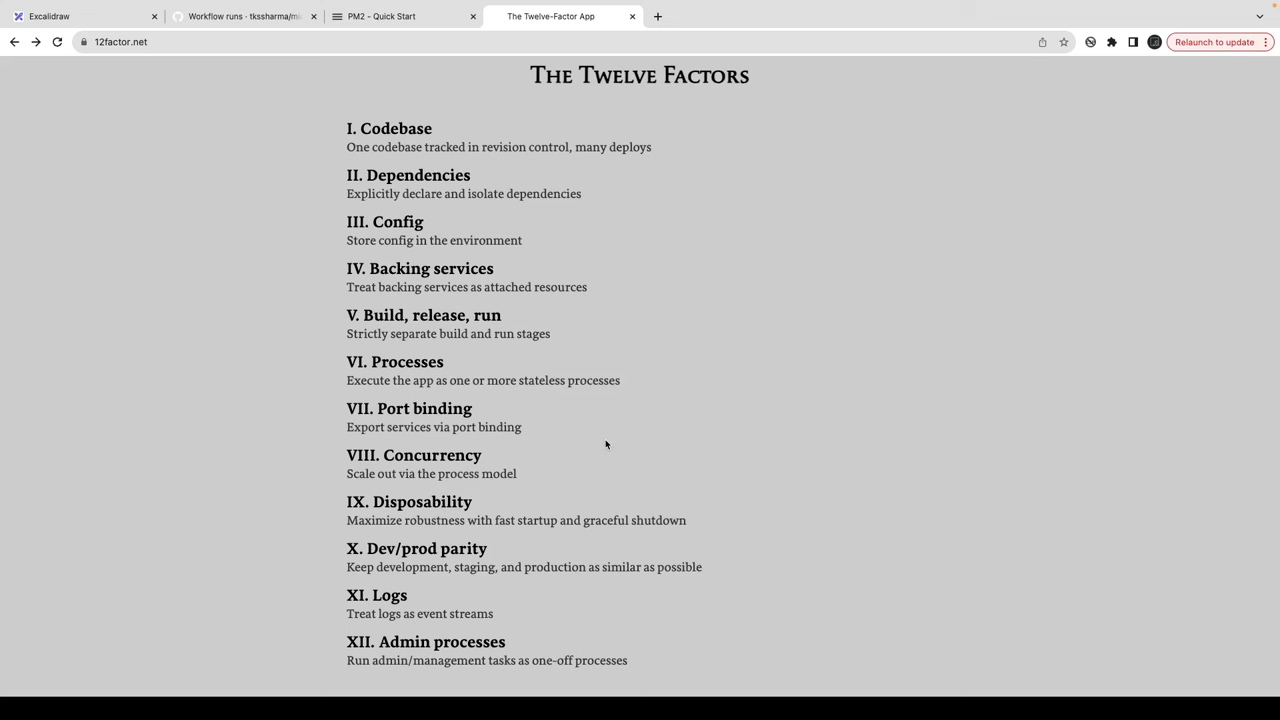 Excalidraw
Workflow runs · tkssharma/mic
PM2 - Quick Start
The Twelve-Factor App
12factor.net
Relaunch to update
The Twelve Factors
I. Codebase
One codebase tracked in revision control, many deploys
II. Dependencies
Explicitly declare and isolate dependencies
III. Config
Store config in the environment
IV. Backing services
Treat backing services as attached resources
V. Build, release, run
Strictly separate build and run stages
VI. Processes
Execute the app as one or more stateless processes
VII. Port binding
Export services via port binding
VIII. Concurrency
Scale out via the process model
IX. Disposability
Maximize robustness with fast startup and graceful shutdown
X. Dev/prod parity
Keep development, staging, and production as similar as possible
XI. Logs
Treat logs as event streams
XII. Admin processes
Run admin/management tasks as one-off processes